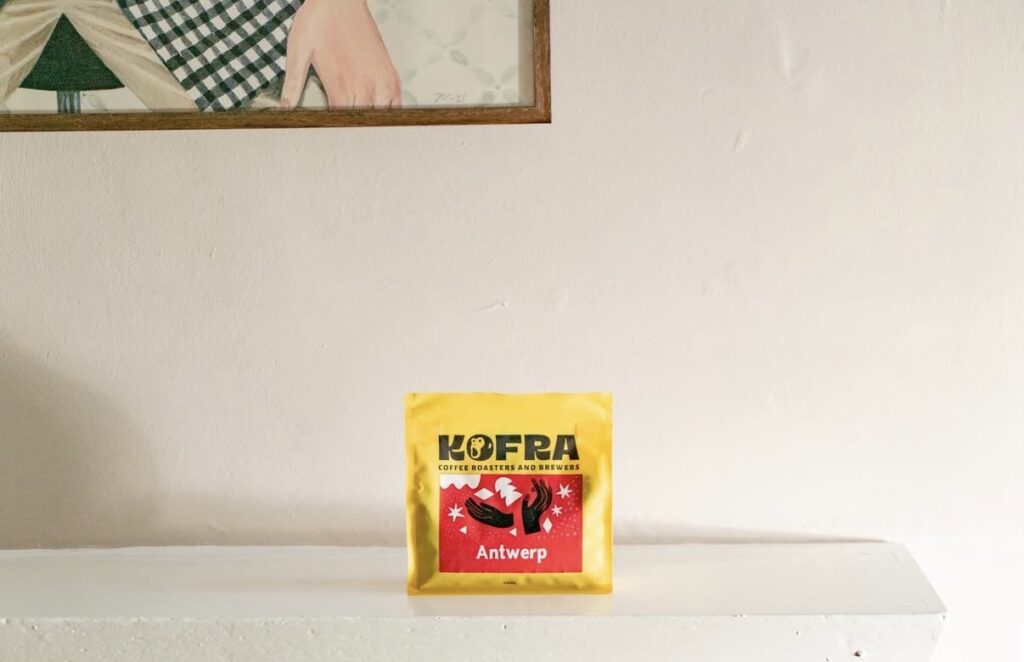 KOFRA
COFFEE ROASTERS AND BREWERS
Antwerp